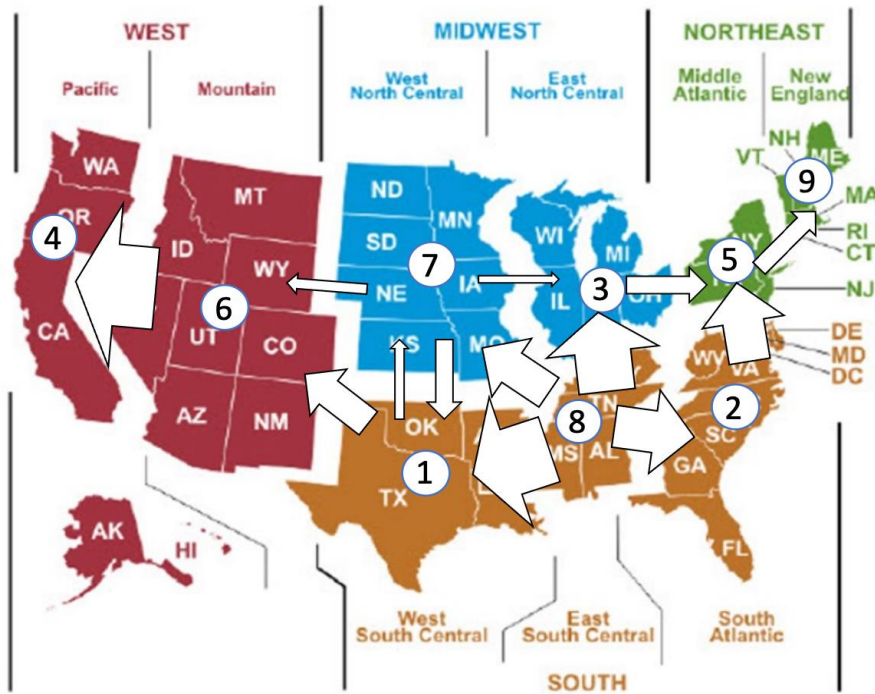 WEST
MIDWEST
NORTHEAST
Pacific
Mountain
West
North Central
East
North Central
Middle
Atlantic
New
England
WA
OR
ID
MT
WY
CA
UT
CO
AZ
NM
AK
HI
ND
SD
NE
KS
MN
IA
MO
WI
MI
IL
OH
NH
VT
ME
MA
RI
CT
NY
NJ
DE
MD
DC
WV
VA
TN
SC
GA
FL
MS
AL
OK
TX
1
2
3
4
5
6
7
8
9
West
South Central
East
South Central
South
Atlantic
SOUTH